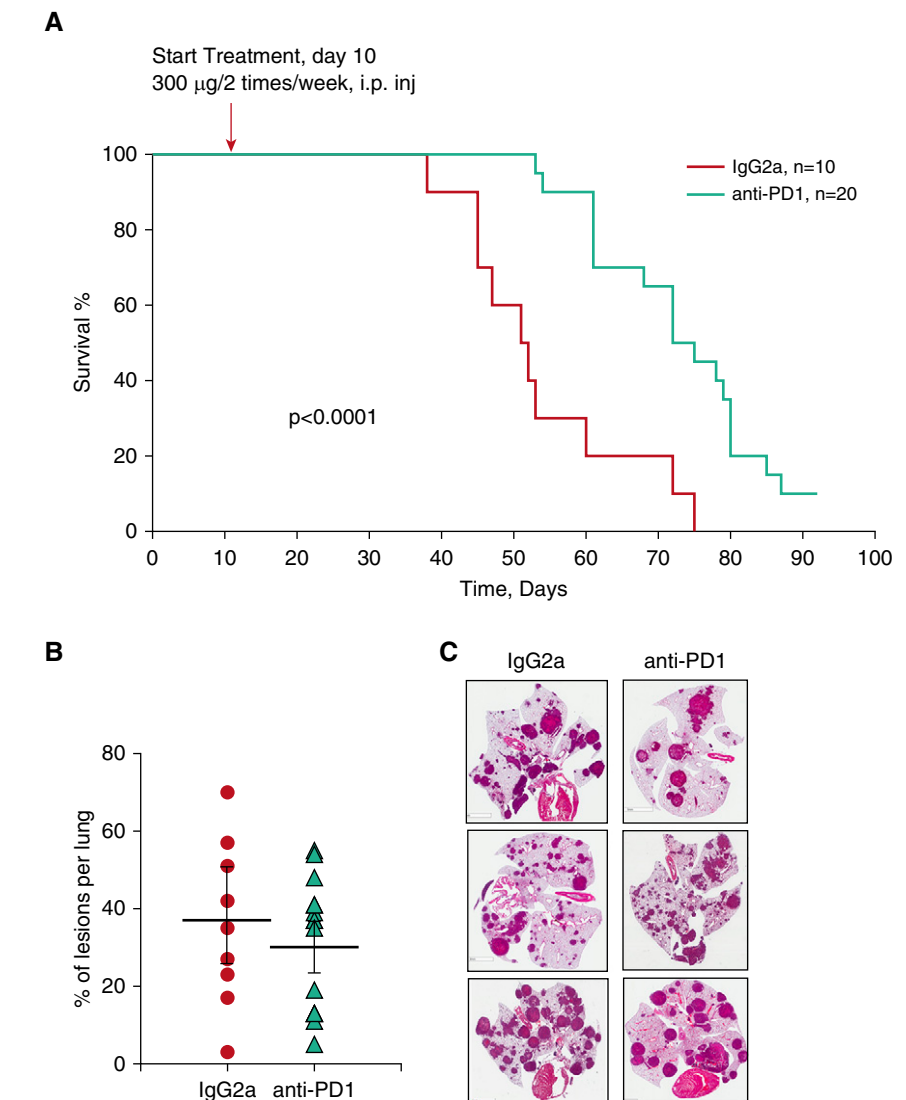 A
Start Treatment, day 10
300 μg/2 times/week, i.p. inj
100
80
60
40
20
0
Survival %
IgG2a, n=10
anti-PD1, n=20
p<0.0001
0 10 20 30 40 50 60 70 80 90 100
Time, Days
B
80
60
40
20
0
% of lesions per lung
IgG2a anti-PD1
C
IgG2a anti-PD1